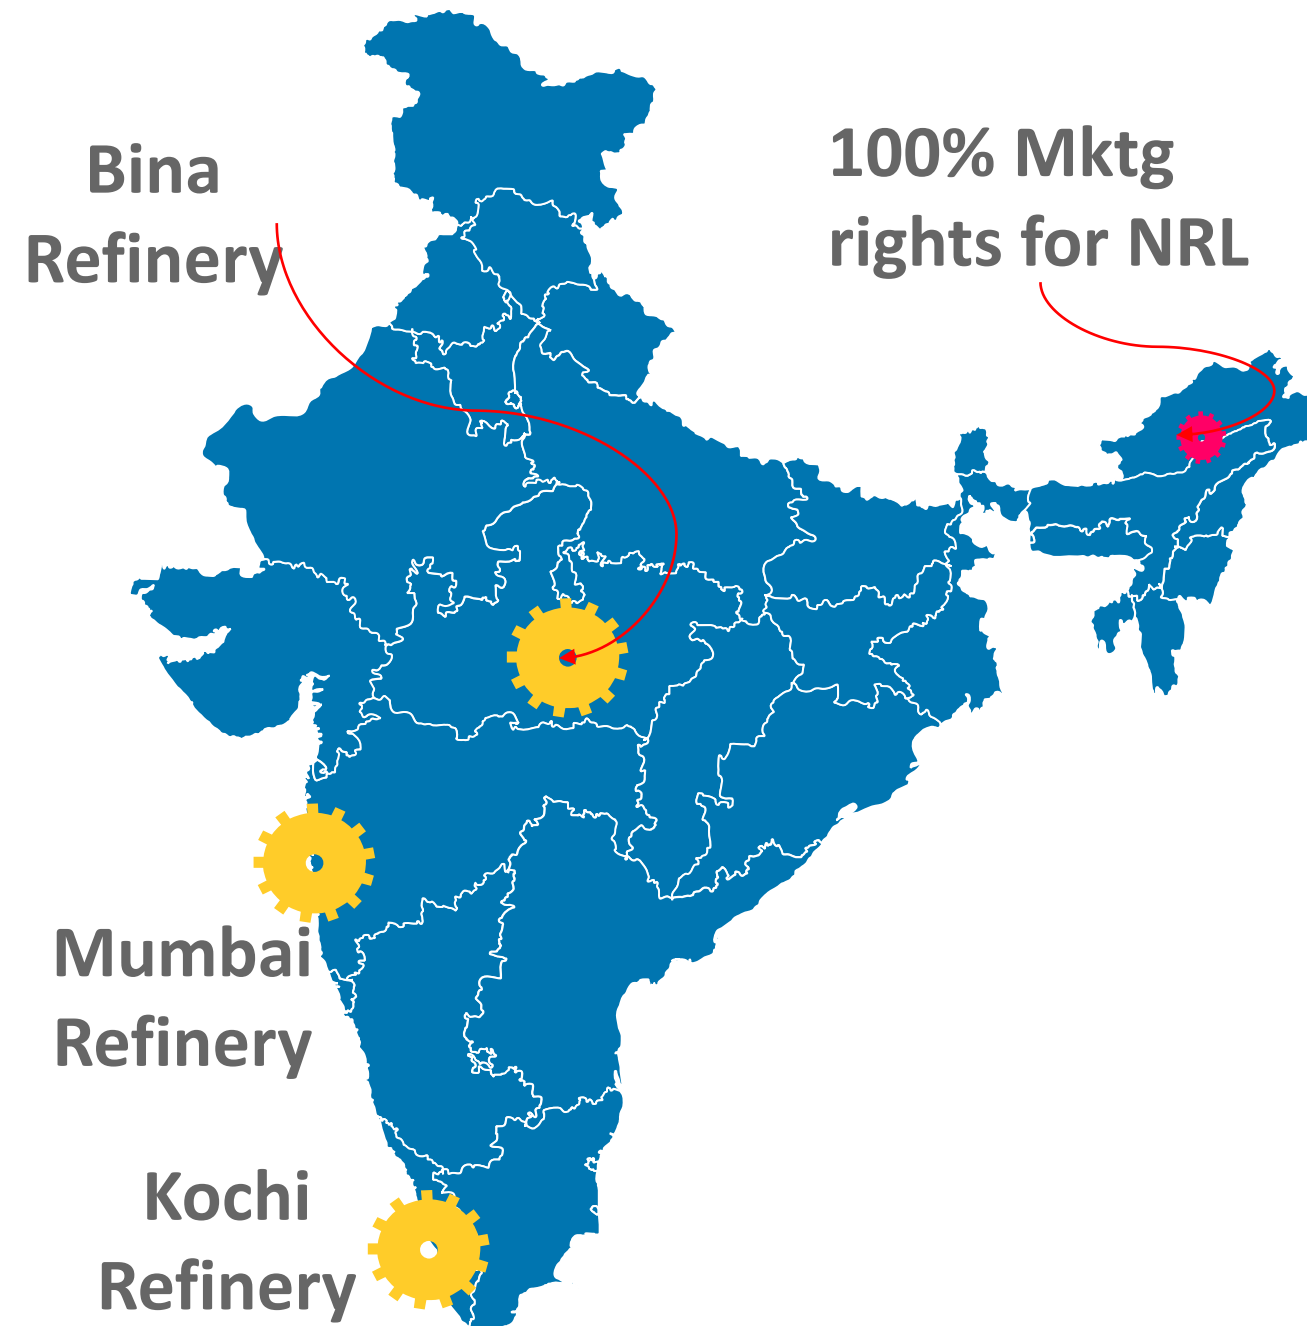 Bina
Refinery
100% Mktg
rights for NRL
Mumbai
Refinery
Kochi
Refinery